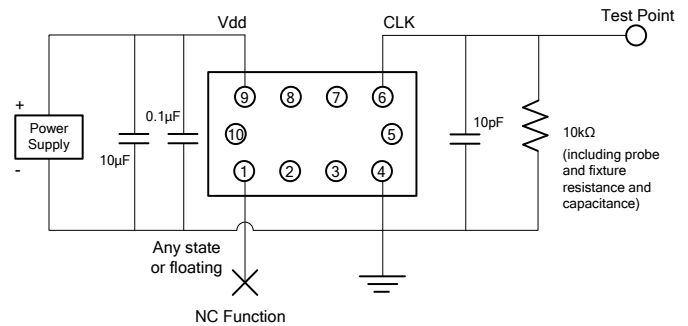 Test Point
Vdd
CLK
+
Power
Supply
-
10µF
0.1µF
9
8
7
6
10
5
1
2
3
4
10pF
10kΩ
(including probe
and fixture
resistance and
capacitance)
Any state
or floating
NC Function